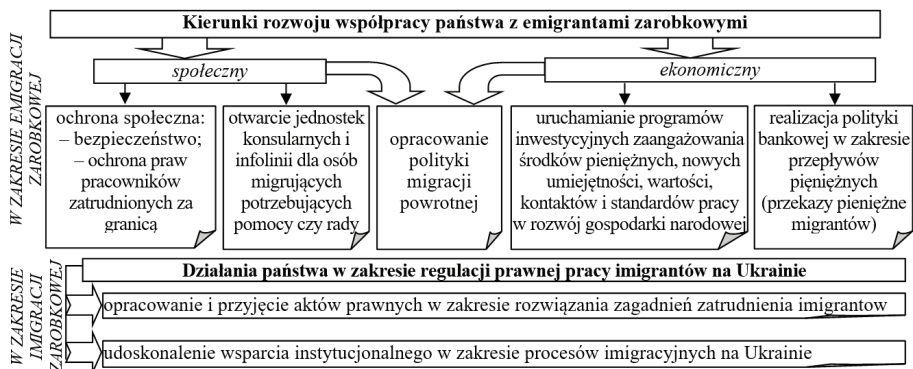 Kierunki rozwoju współpracy państwa z emigrantami zarobkowymi
W ZAKRESIE EMIGRACJI
ZAROBKOWEJ
społeczny
ekonomiczny
ochrona społeczna:
– bezpieczeństwo;
– ochrona praw
pracowników
zatrudnionych za
granicą
otwarcie jednostek
konsularnych i
infolinii dla osób
migrujących
potrzebujących
pomocy czy rady
opracowanie
polityki
migracji
powrotnej
uruchamianie programów
inwestycyjnych zaangażowania
środków pieniężnych, nowych
umiejętności, wartości,
kontaktów i standardów pracy
w rozwój gospodarki narodowej
realizacja polityki
bankowej w zakresie
przepływów
pięniężnych
(przekazy pieniężne
migrantów)
W ZAKRESIE
IMIGRACJI
ZAROBKOWEJ
Działania państwa w zakresie regulacji prawnej pracy imigrantów na Ukrainie
opracowanie i przyjęcie aktów prawnych w zakresie rozwiązania zagadnień zatrudnienia imigrantow
udoskonalenie wsparcia instytucjonalnego w zakresie procesów imigracyjnych na Ukrainie